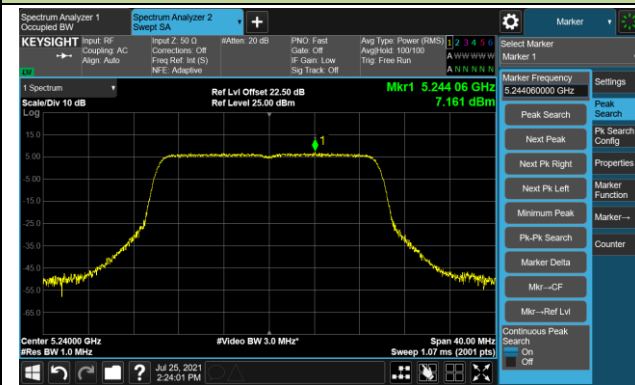 Spectrum Analyzer 1
Occupied BW
Spectrum Analyzer 2
Swept SA
+
Marker
KEYSIGHT
Input: RF
Coupling: AC
Align: Auto
Input Z: 50 Ω
Corrections: Off
Freq Ref: Int (S)
NFE: Adaptive
#Atten: 20 dB
PNO: Fast
Gate: Off
IF Gain: Low
Sig Track: Off
Avg Type: Power (RMS)
Avg|Hold: 100/100
Trig: Free Run
1 2 3 4 5 6
A W W W W W
A N N N N N
Select Marker
Marker 1
LXI
1 Spectrum
Scale/Div 10 dB
Log
Ref Lvl Offset 22.50 dB
Ref Level 25.00 dBm
Mkr1 5.244 06 GHz
7.161 dBm
Marker Frequency
5.244060000 GHz
Settings
Peak Search
Next Peak
Next Pk Right
Next Pk Left
Minimum Peak
Pk-Pk Search
Marker Delta
Mkr→CF
Mkr→Ref Lvl
Continuous Peak
Search
On
Off
Peak
Search
Pk Search
Config
Properties
Marker
Function
Marker→
Counter
1
15.0
5.00
-5.00
-15.0
-25.0
-35.0
-45.0
-55.0
-65.0
Center 5.24000 GHz
#Res BW 1.0 MHz
#Video BW 3.0 MHz*
Span 40.00 MHz
Sweep 1.07 ms (2001 pts)
?
Jul 25, 2021
2:24:01 PM